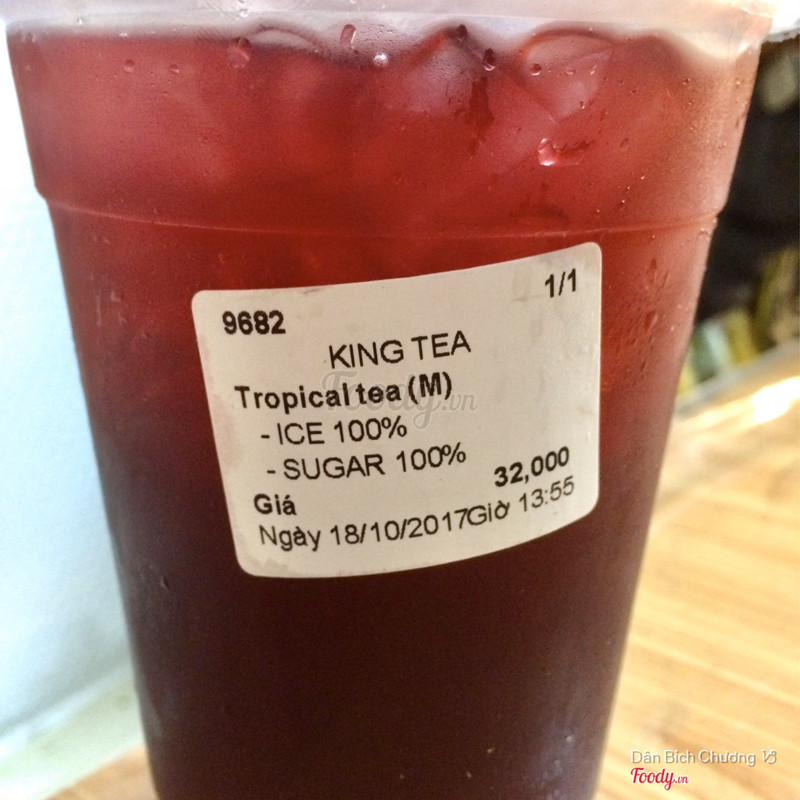 9682 1/1
KING TEA
Tropical tea (M)
- ICE 100%
- SUGAR 100%
Giá 32,000
Ngày 18/10/2017Giờ 13:55
Foody.vn
Dân Bích Chương
Foody.vn